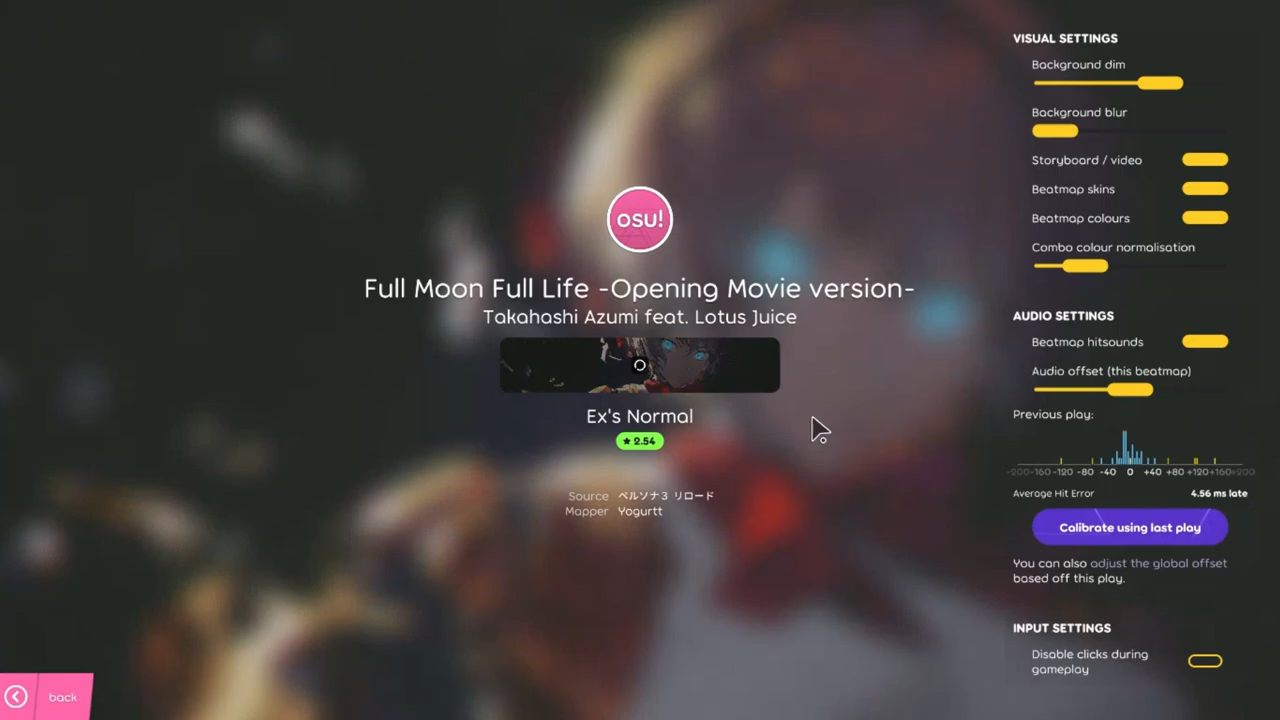 osu!
Full Moon Full Life -Opening Movie version-
Takahashi Azumi feat. Lotus Juice
Ex's Normal
★ 2.54
Source ペルソナ3 リロード
Mapper Yogurtt
back
VISUAL SETTINGS
Background dim
Background blur
Storyboard / video
Beatmap skins
Beatmap colours
Combo colour normalisation
AUDIO SETTINGS
Beatmap hitsounds
Audio offset (this beatmap)
Previous play:
-200 -160 -120 -80 -40 0 +40 +80 +120 +160 +200
Average Hit Error 4.56 ms late
Calibrate using last play
You can also adjust the global offset
based off this play.
INPUT SETTINGS
Disable clicks during
gameplay